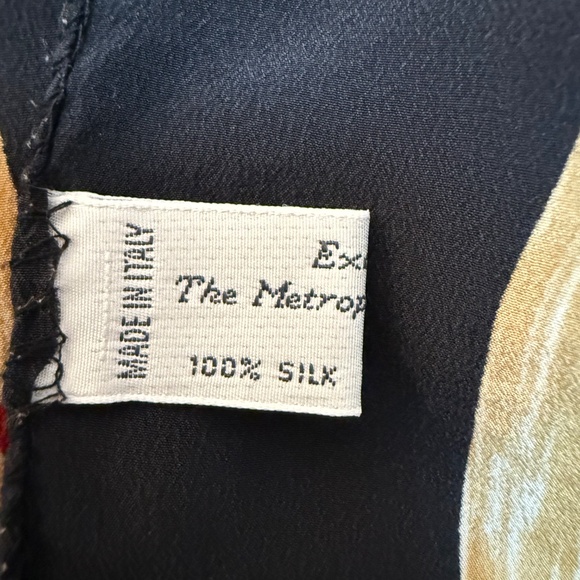 MADE IN ITALY
Ex
The Metrop
100% SILK